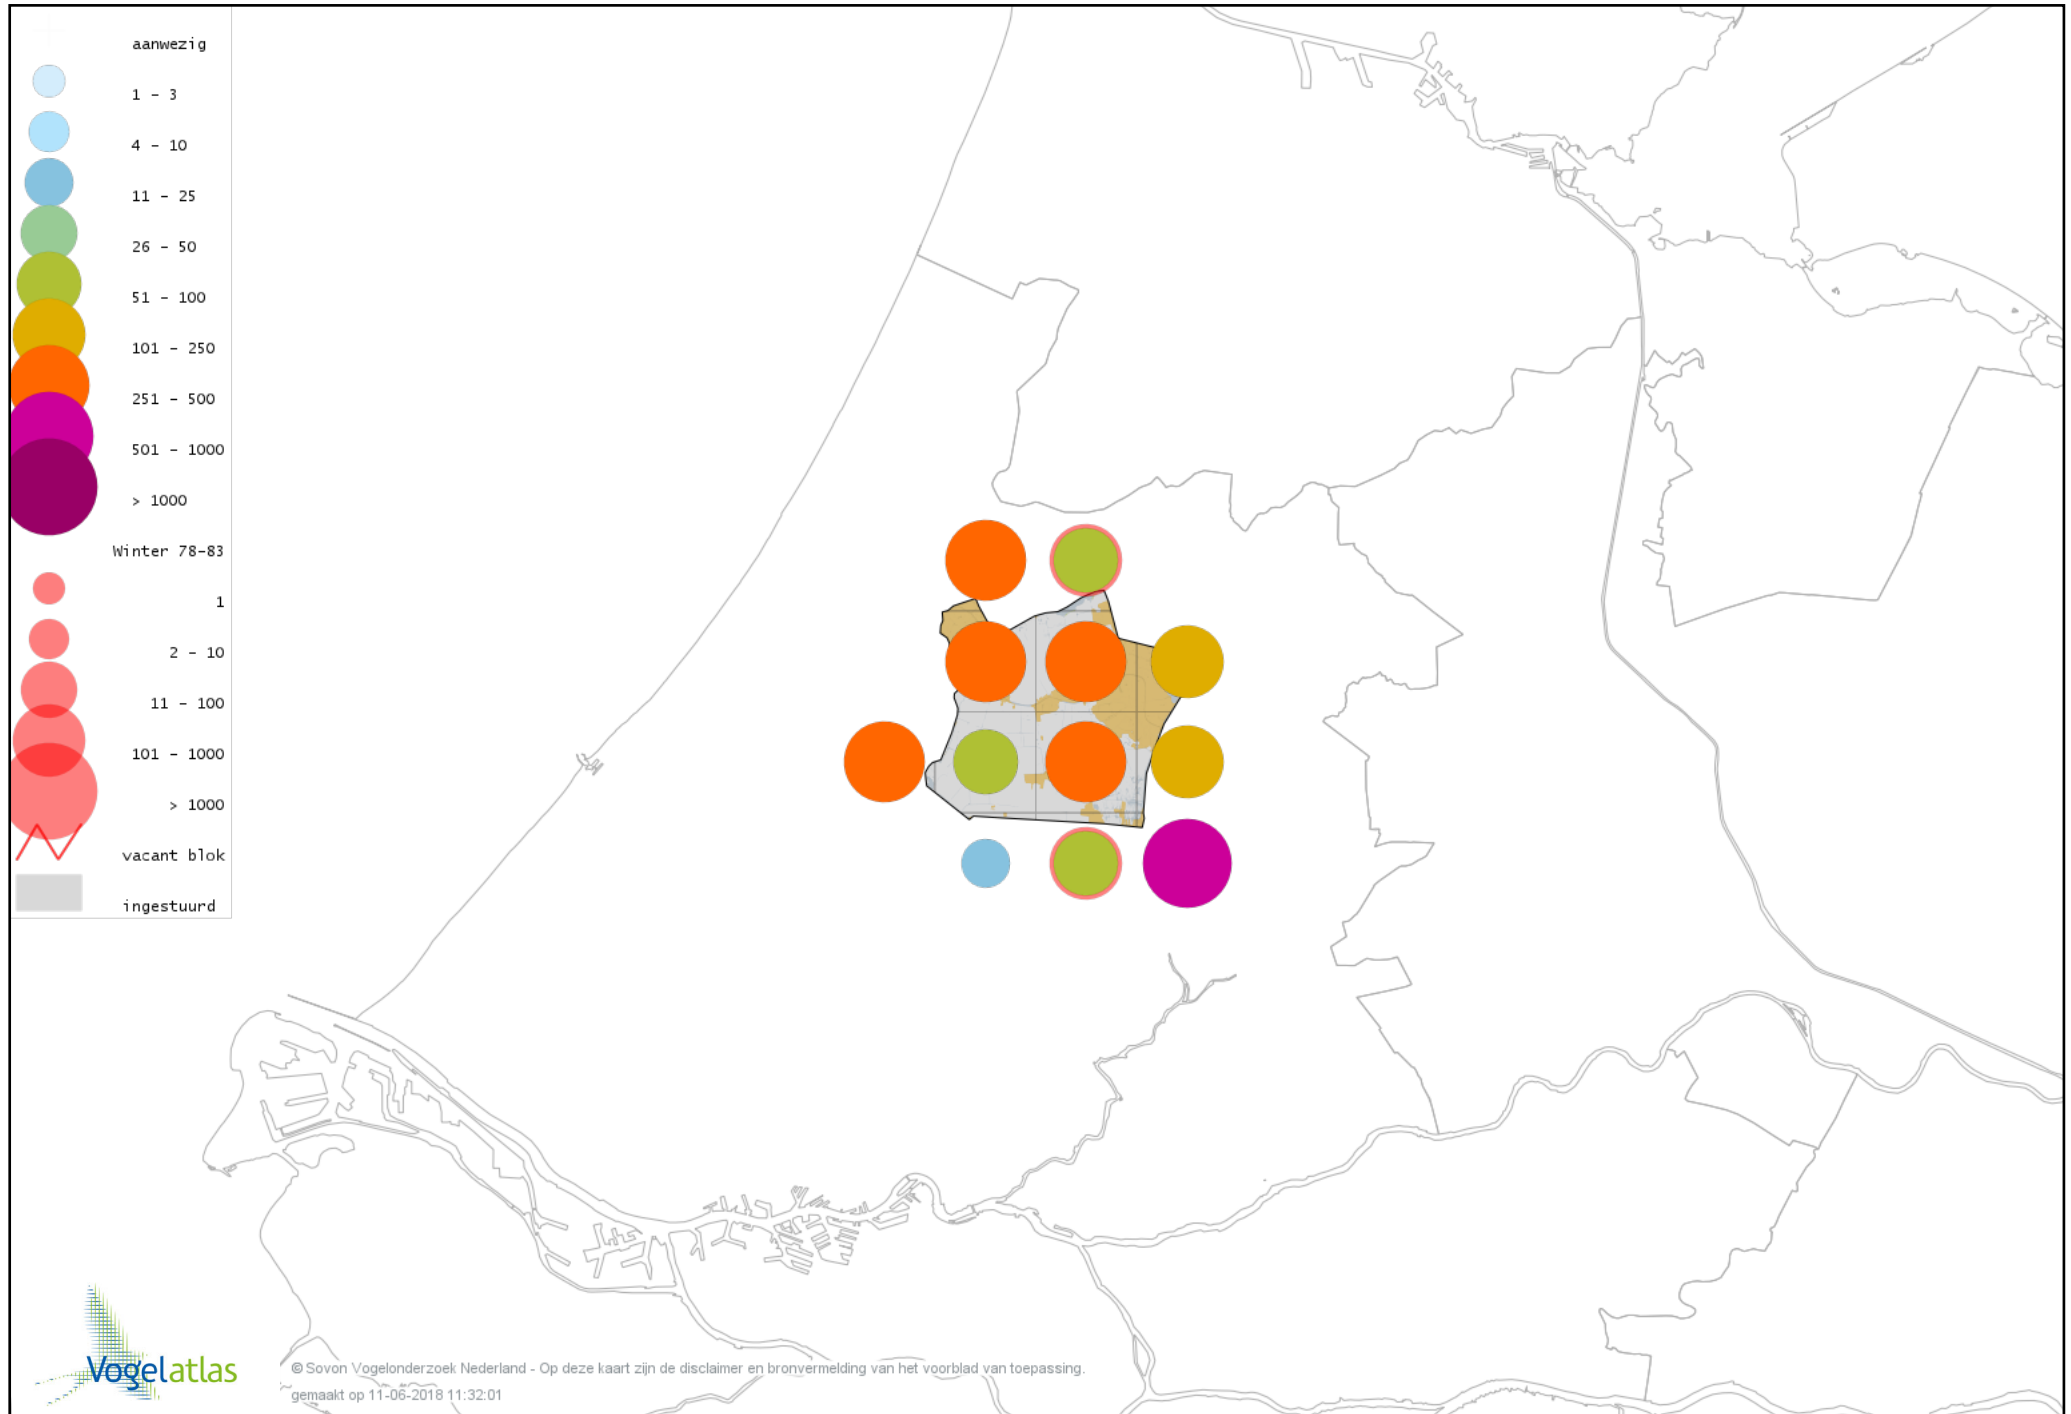 aanwezig
1 – 3
4 – 10
11 – 25
26 – 50
51 – 100
101 – 250
251 – 500
501 – 1000
> 1000
Winter 78-83
1
2 – 10
11 – 100
101 – 1000
> 1000
vacant blok
ingestuurd
Vogelatlas
© Sovon Vogelonderzoek Nederland - Op deze kaart zijn de disclaimer en bronvermelding van het voorblad van toepassing.
gemaakt op 11-06-2018 11:32:01